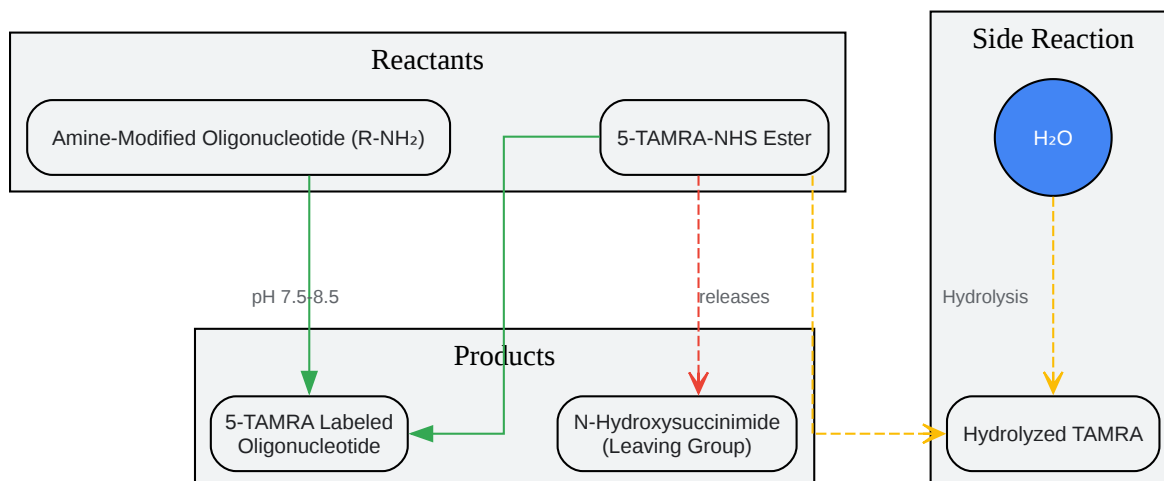 Side Reaction
Reactants
Amine-Modified Oligonucleotide (R-NH₂)
5-TAMRA-NHS Ester
H₂O
pH 7.5-8.5
releases
Hydrolysis
Products
5-TAMRA Labeled
Oligonucleotide
N-Hydroxysuccinimide
(Leaving Group)
Hydrolyzed TAMRA